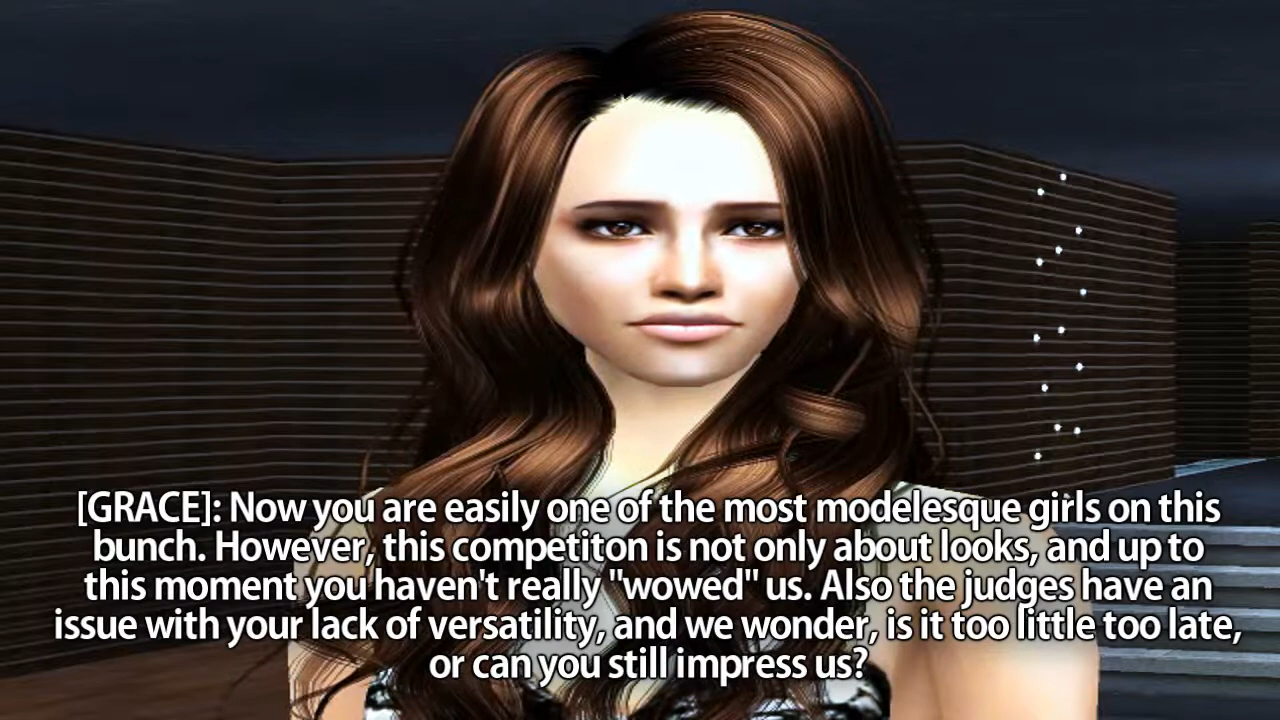 [GRACE]: Now you are easily one of the most modelesque girls on this
bunch. However, this competiton is not only about looks, and up to
this moment you haven't really "wowed" us. Also the judges have an
issue with your lack of versatility, and we wonder, is it too little too late,
or can you still impress us?